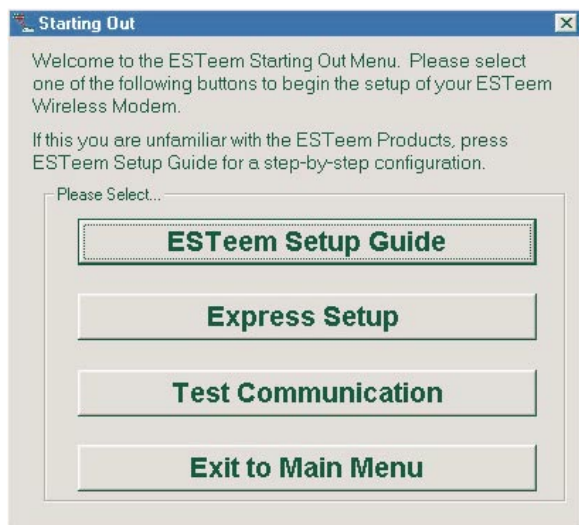 Starting Out
Welcome to the ESTeem Starting Out Menu. Please select
one of the following buttons to begin the setup of your ESTeem
Wireless Modem.
If this you are unfamiliar with the ESTeem Products, press
ESTeem Setup Guide for a step-by-step configuration.
Please Select...
ESTeem Setup Guide
Express Setup
Test Communication
Exit to Main Menu